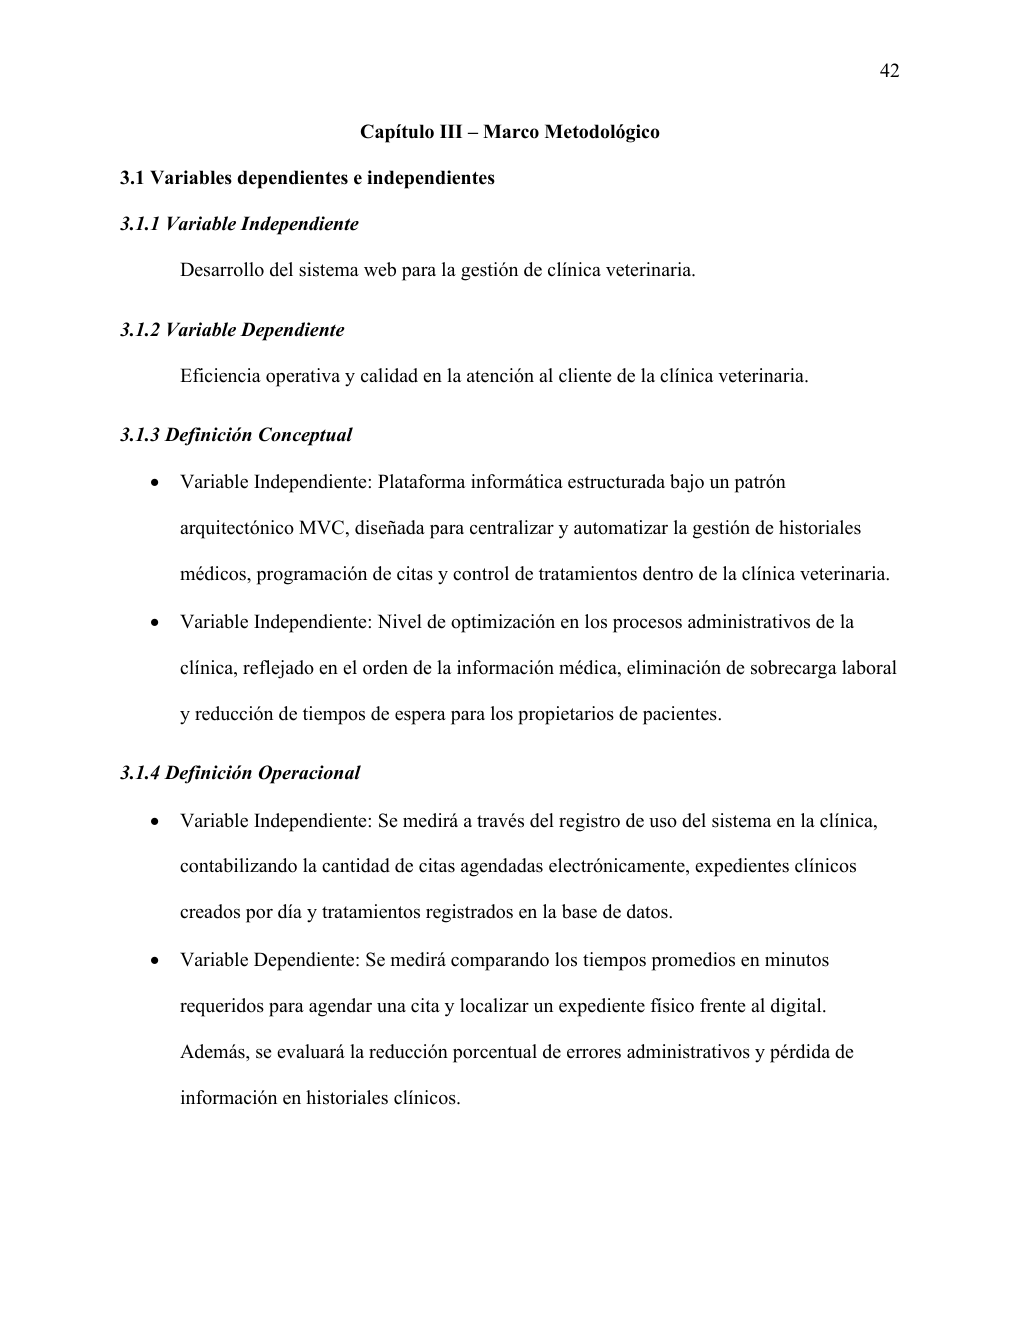 42
Capítulo III – Marco Metodológico
3.1 Variables dependientes e independientes
3.1.1 Variable Independiente
Desarrollo del sistema web para la gestión de clínica veterinaria.
3.1.2 Variable Dependiente
Eficiencia operativa y calidad en la atención al cliente de la clínica veterinaria.
3.1.3 Definición Conceptual
• Variable Independiente: Plataforma informática estructurada bajo un patrón
arquitectónico MVC, diseñada para centralizar y automatizar la gestión de historiales
médicos, programación de citas y control de tratamientos dentro de la clínica veterinaria.
• Variable Independiente: Nivel de optimización en los procesos administrativos de la
clínica, reflejado en el orden de la información médica, eliminación de sobrecarga laboral
y reducción de tiempos de espera para los propietarios de pacientes.
3.1.4 Definición Operacional
• Variable Independiente: Se medirá a través del registro de uso del sistema en la clínica,
contabilizando la cantidad de citas agendadas electrónicamente, expedientes clínicos
creados por día y tratamientos registrados en la base de datos.
• Variable Dependiente: Se medirá comparando los tiempos promedios en minutos
requeridos para agendar una cita y localizar un expediente físico frente al digital.
Además, se evaluará la reducción porcentual de errores administrativos y pérdida de
información en historiales clínicos.